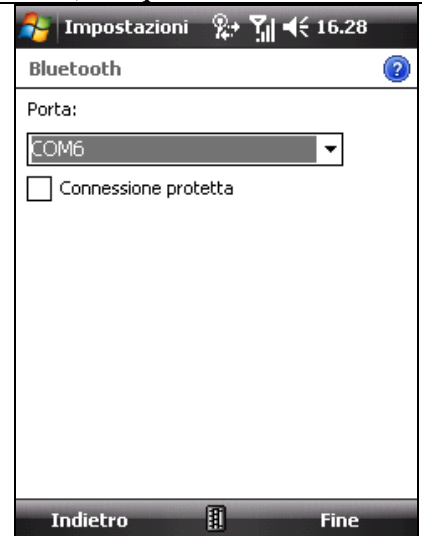 Impostazioni 16.28
Bluetooth ?
Porta:
COM6
Connessione protetta
Indietro Fine